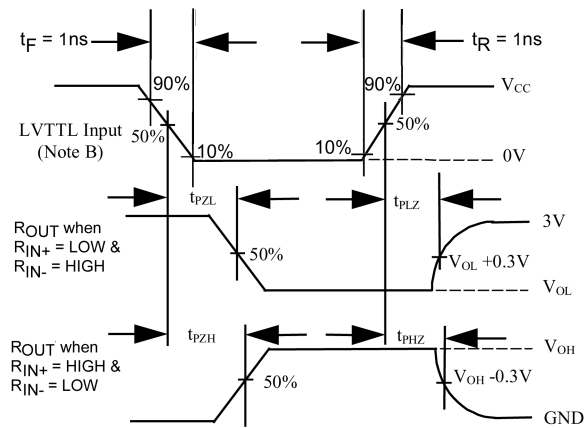 tF = 1ns
tR = 1ns
90%
90%
VCC
LVTTL Input
(Note B)
50%
50%
10%
10%
0V
tPZL
tPLZ
ROUT when
RIN+ = LOW &
RIN- = HIGH
3V
50%
VOL +0.3V
VOL
tPZH
tPHZ
ROUT when
RIN+ = HIGH &
RIN- = LOW
VOH
50%
VOH -0.3V
GND